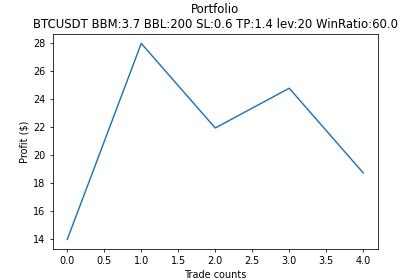 Portfolio
BTCUSDT BBM:3.7 BBL:200 SL:0.6 TP:1.4 lev:20 WinRatio:60.0
28
26
24
22
20
18
16
14
Profit ($)
0.0 0.5 1.0 1.5 2.0 2.5 3.0 3.5 4.0
Trade counts